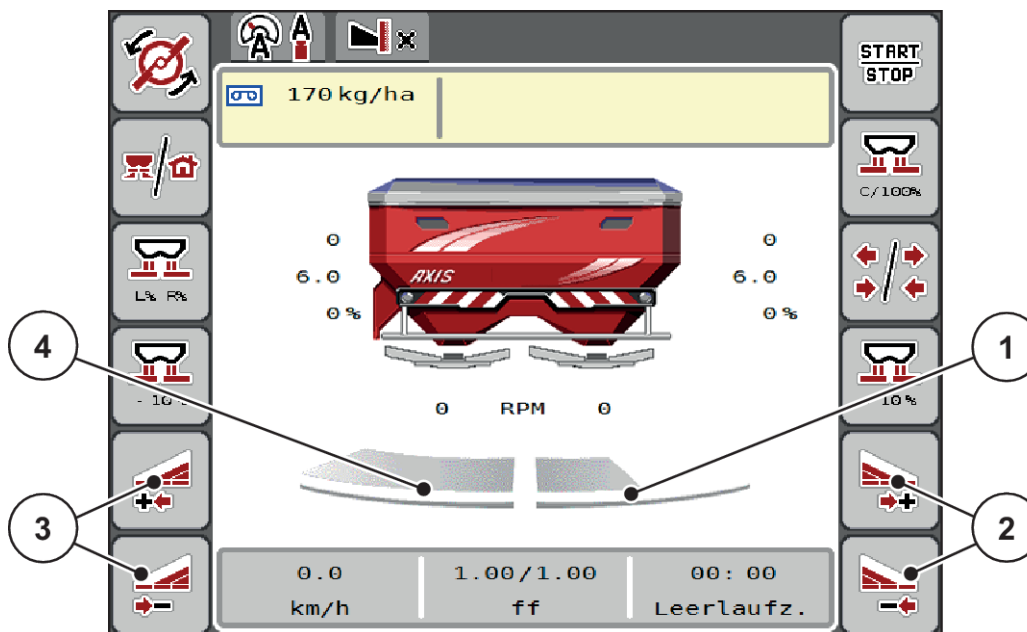 A A x
START
STOP
170 kg/ha
C/100%
0 0
6.0 AXIS 6.0
L% R%
0% 0%
4 1
- 10 %
10 %
0 RPM 0
3 2
0.0 1.00/1.00 00:00
km/h ff Leerlaufz.